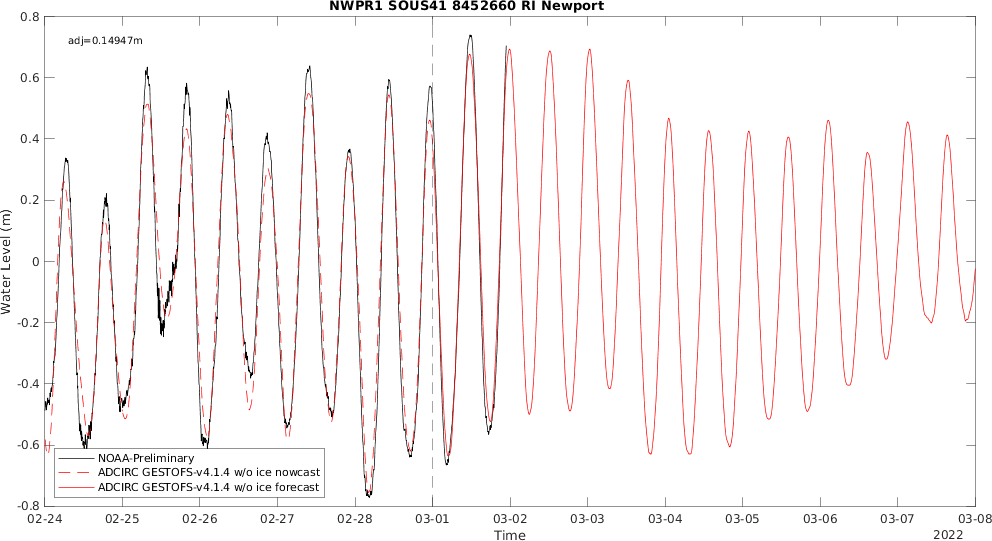 NWPR1 SOUS41 8452660 RI Newport
adj=0.14947m
0.8
0.6
0.4
0.2
0
-0.2
-0.4
-0.6
-0.8
Water Level (m)
NOAA-Preliminary
ADCIRC GESTOFS-v4.1.4 w/o ice nowcast
ADCIRC GESTOFS-v4.1.4 w/o ice forecast
02-24 02-25 02-26 02-27 02-28 03-01 03-02 03-03 03-04 03-05 03-06 03-07 03-08
Time
2022